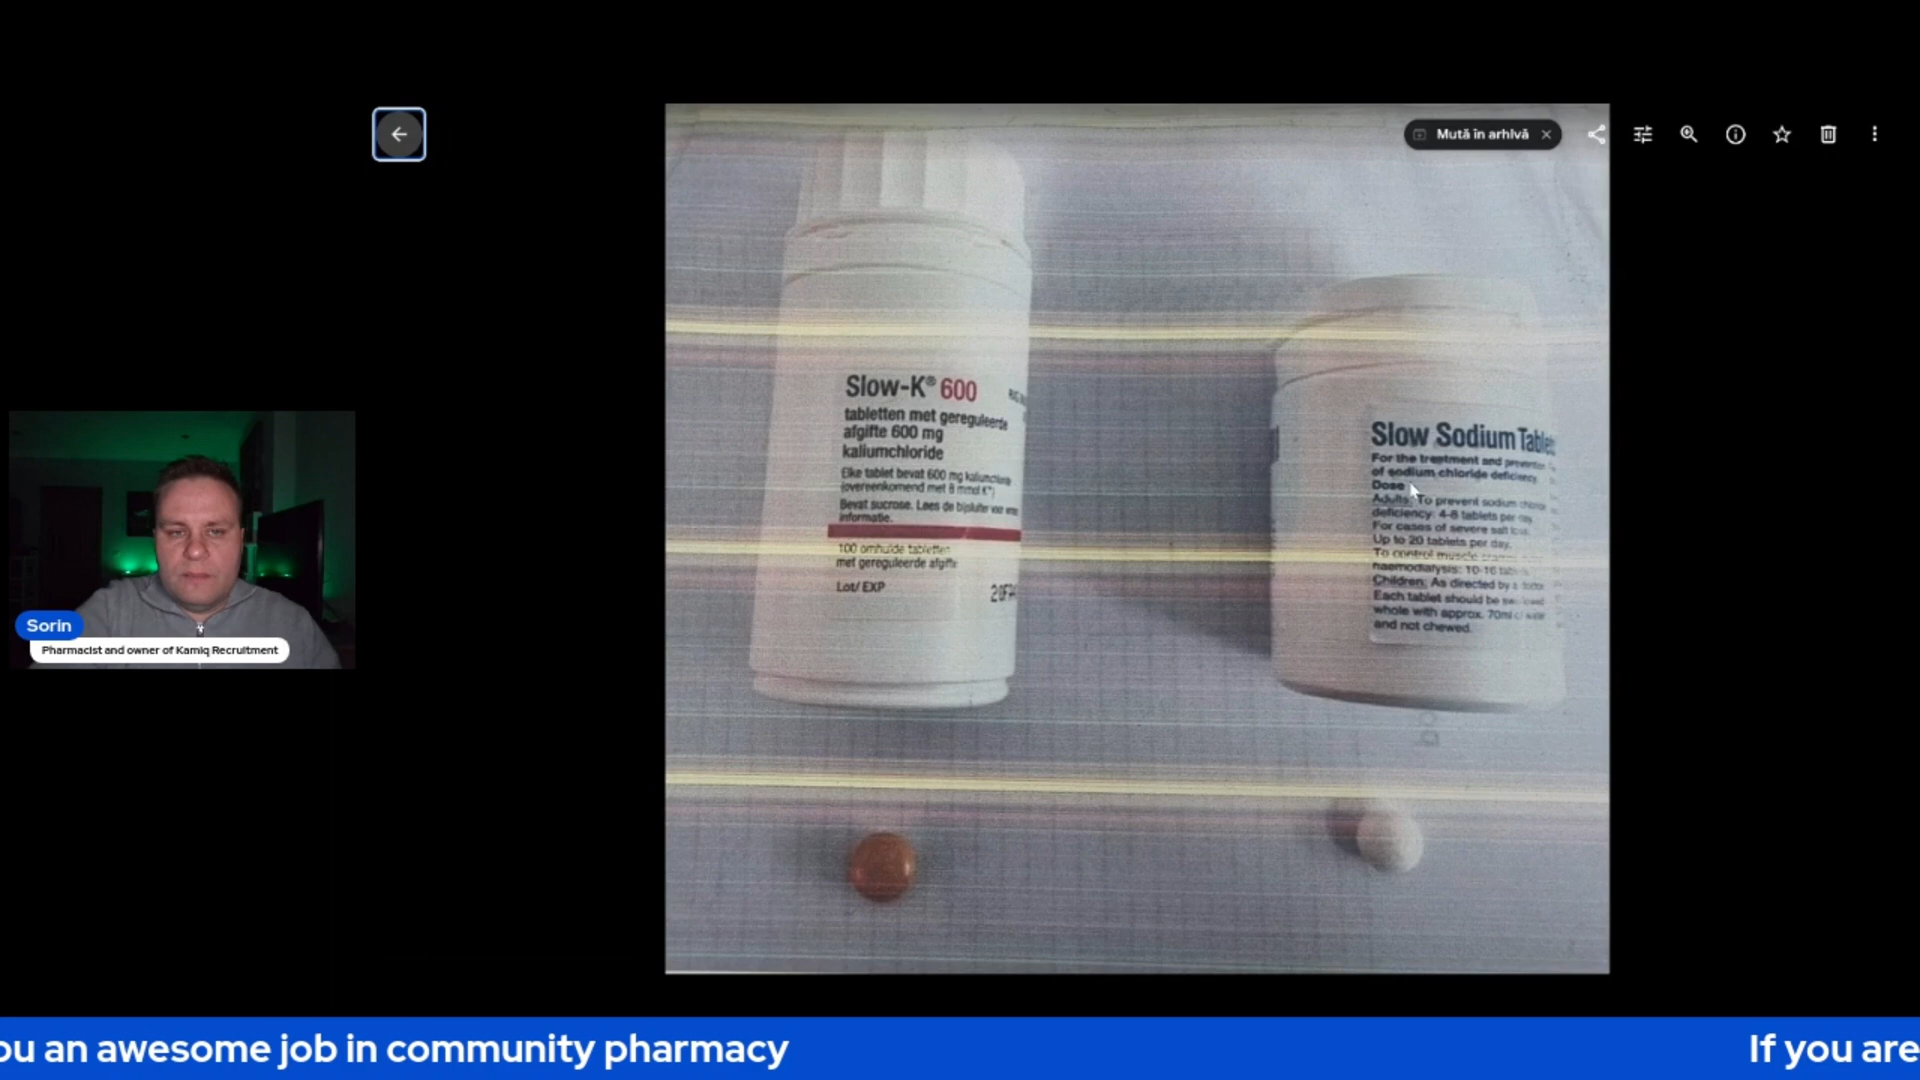 Mută în arhivă
Slow-K® 600
tabletten met gereguleerde
afgifte 600 mg
kaliumchloride
Elke tablet bevat 600 mg kaliumchloride
(overeenkomend met 8 mmol K⁺)
Bevat sucrose. Lees de bijsluiter voor
informatie.
100 omhulde tabletten
met gereguleerde afgifte
Lot/ EXP
Slow Sodium Tablets
For the treatment and prevention
of sodium chloride deficiency
Dose
Adults: To prevent sodium chloride
deficiency: 4-8 tablets per day.
For cases of severe salt loss:
Up to 20 tablets per day.
To control muscle cramps
haemodialysis: 10-16
Children: As directed by a doctor
Each tablet should be swallowed
whole with approx. 70ml water
and not chewed.
Sorin
Pharmacist and owner of Kamiq Recruitment
ou an awesome job in community pharmacy
If you are